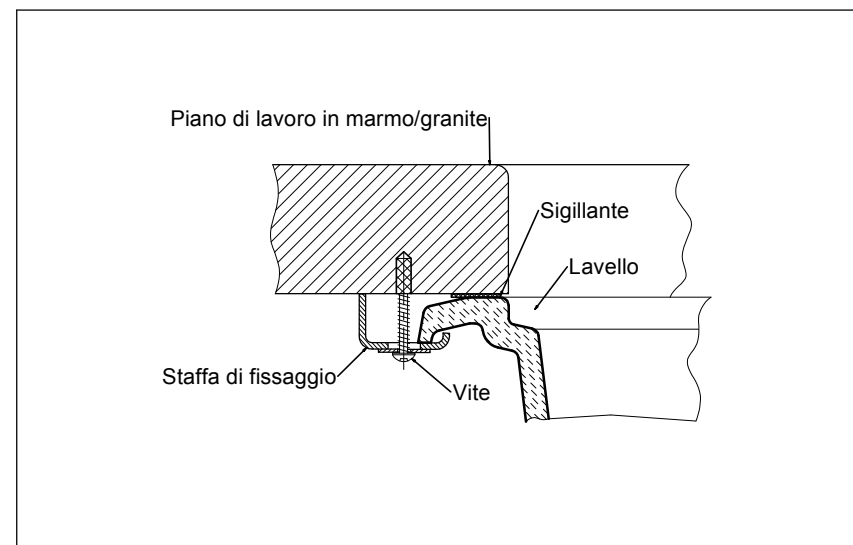 Piano di lavoro in marmo/granite
Sigillante
Lavello
Staffa di fissaggio
Vite